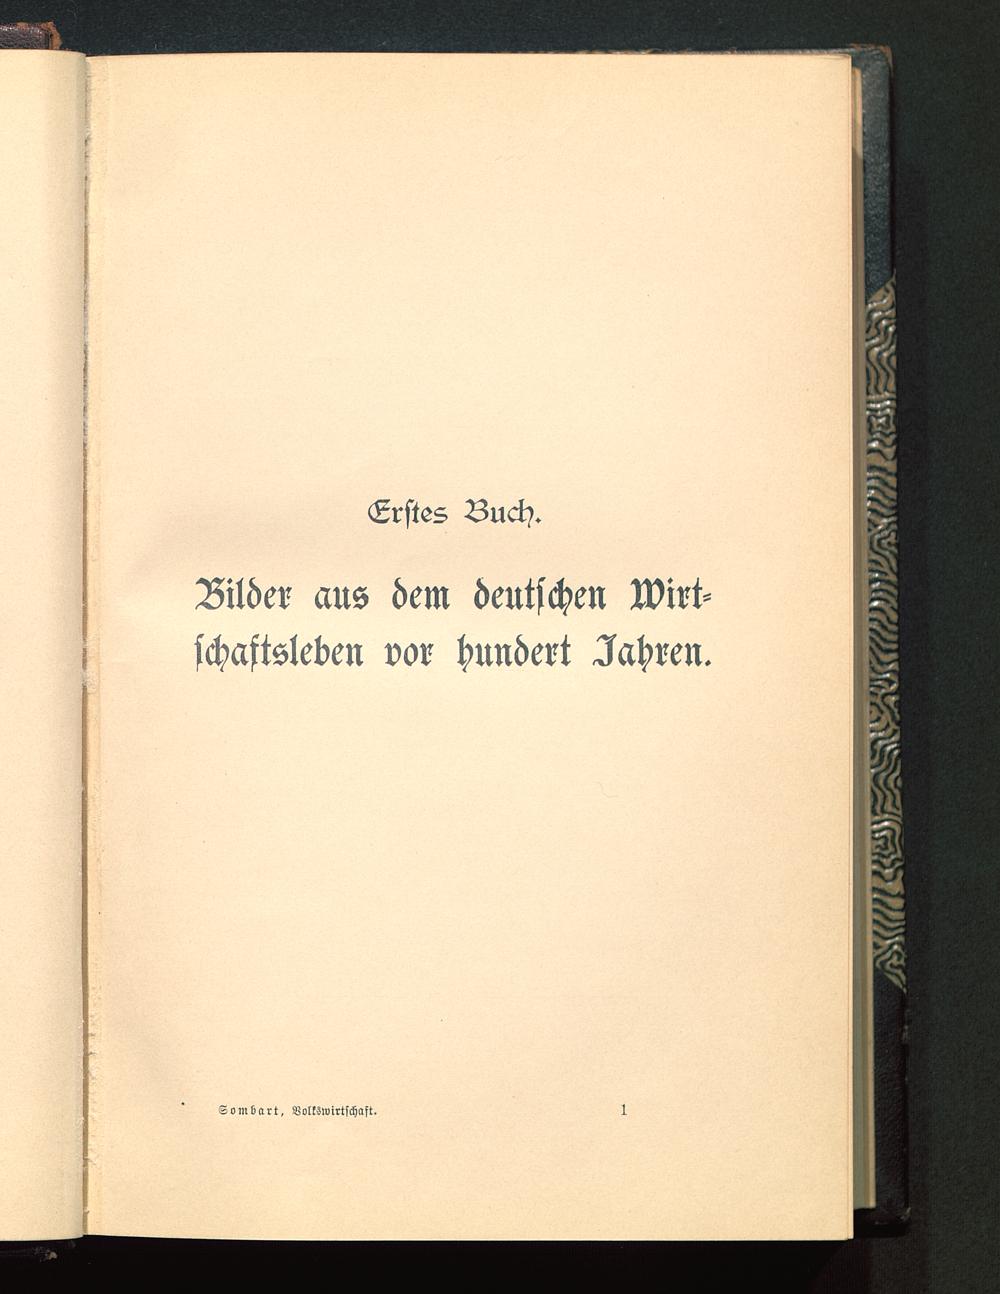 Erſtes Buch.
Bilder aus dem deutſchen Wirt⸗
ſchaftsleben vor hundert Jahren.
Sombart, Volkswirtſchaft. 1